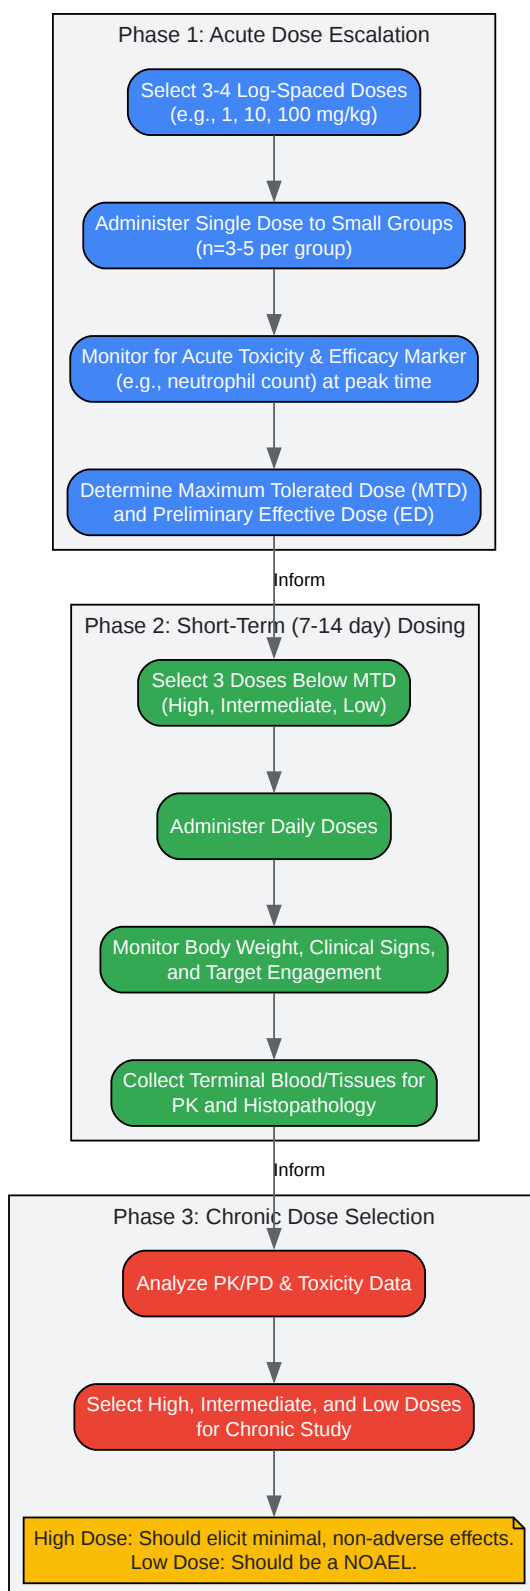 Phase 1: Acute Dose Escalation
Select 3-4 Log-Spaced Doses
(e.g., 1, 10, 100 mg/kg)
Administer Single Dose to Small Groups
(n=3-5 per group)
Monitor for Acute Toxicity & Efficacy Marker
(e.g., neutrophil count) at peak time
Determine Maximum Tolerated Dose (MTD)
and Preliminary Effective Dose (ED)
Inform
Phase 2: Short-Term (7-14 day) Dosing
Select 3 Doses Below MTD
(High, Intermediate, Low)
Administer Daily Doses
Monitor Body Weight, Clinical Signs,
and Target Engagement
Collect Terminal Blood/Tissues for
PK and Histopathology
Inform
Phase 3: Chronic Dose Selection
Analyze PK/PD & Toxicity Data
Select High, Intermediate, and Low Doses
for Chronic Study
High Dose: Should elicit minimal, non-adverse effects.
Low Dose: Should be a NOAEL.